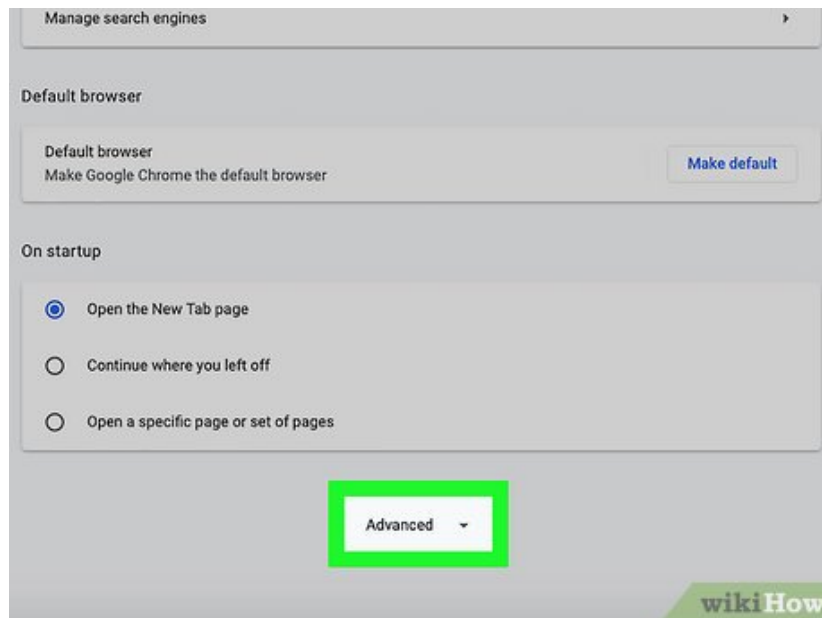 Manage search engines
Default browser
Default browser
Make default
Make Google Chrome the default browser
On startup
Open the New Tab page
Continue where you left off
Open a specific page or set of pages
Advanced
wikiHow